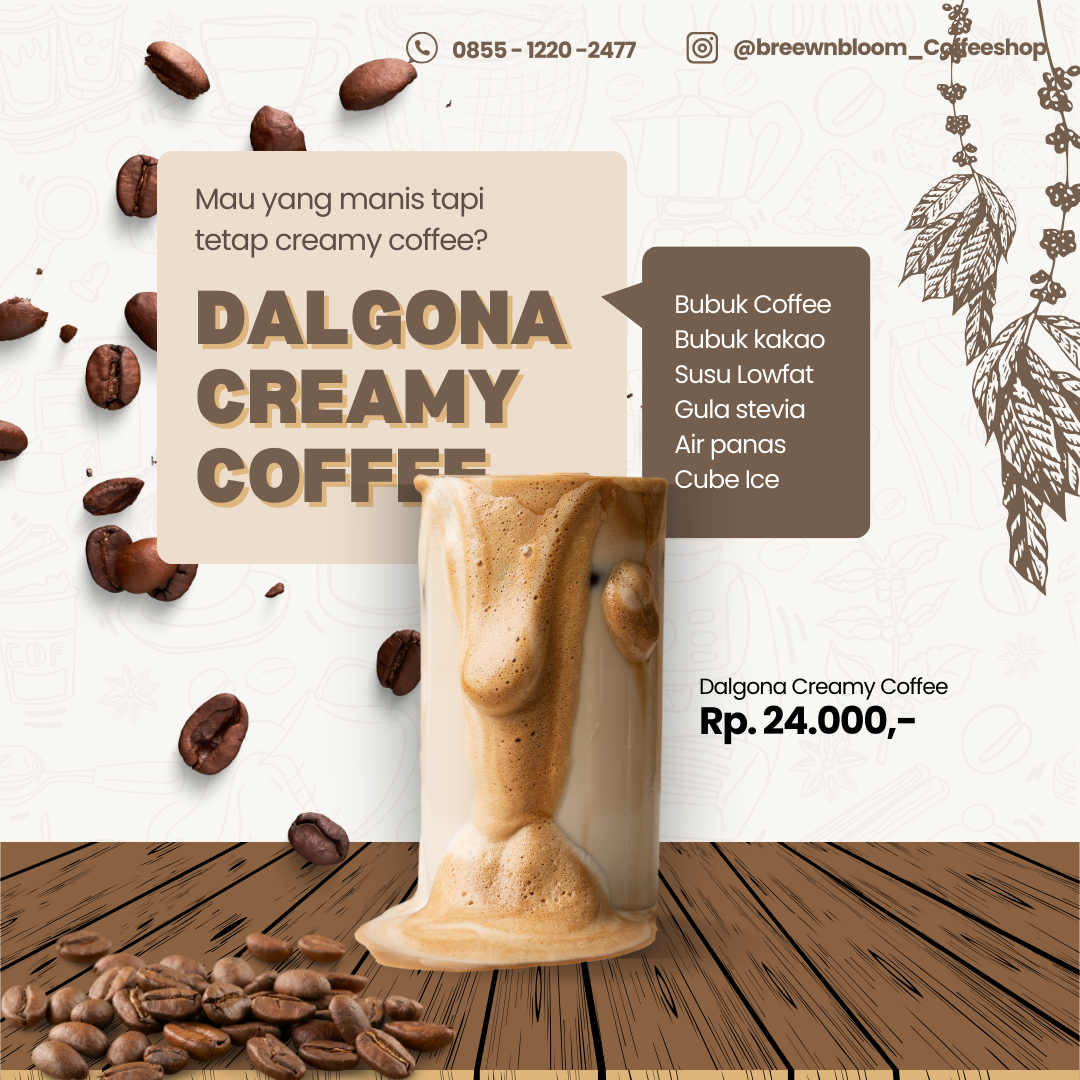 0855 - 1220 -2477
@breewnbloom_Coffeeshop
Mau yang manis tapi
tetap creamy coffee?
DALGONA
CREAMY
COFFEE
Bubuk Coffee
Bubuk kakao
Susu Lowfat
Gula stevia
Air panas
Cube Ice
Dalgona Creamy Coffee
Rp. 24.000,-